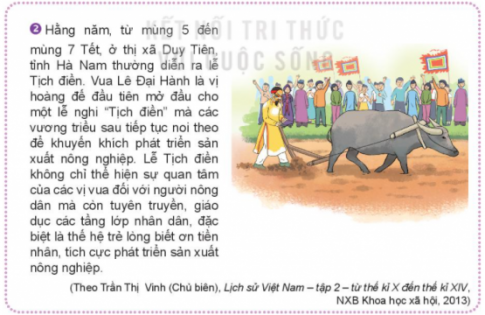 KẾT NỐI TRI THỨC
VỚI CUỘC SỐNG
2 Hằng năm, từ mùng 5 đến
mùng 7 Tết, ở thị xã Duy Tiên,
tỉnh Hà Nam thường diễn ra lễ
Tịch điền. Vua Lê Đại Hành là vị
hoàng đế đầu tiên mở đầu cho
một lễ nghi "Tịch điền" mà các
vương triều sau tiếp tục noi theo
để khuyến khích phát triển sản
xuất nông nghiệp. Lễ Tịch điền
không chỉ thể hiện sự quan tâm
của các vị vua đối với người nông
dân mà còn tuyên truyền, giáo
dục các tầng lớp nhân dân, đặc
biệt là thế hệ trẻ lòng biết ơn tiền
nhân, tích cực phát triển sản xuất
nông nghiệp.
(Theo Trần Thị Vinh (Chủ biên), Lịch sử Việt Nam – tập 2 – từ thế kỉ X đến thế kỉ XIV,
NXB Khoa học xã hội, 2013)